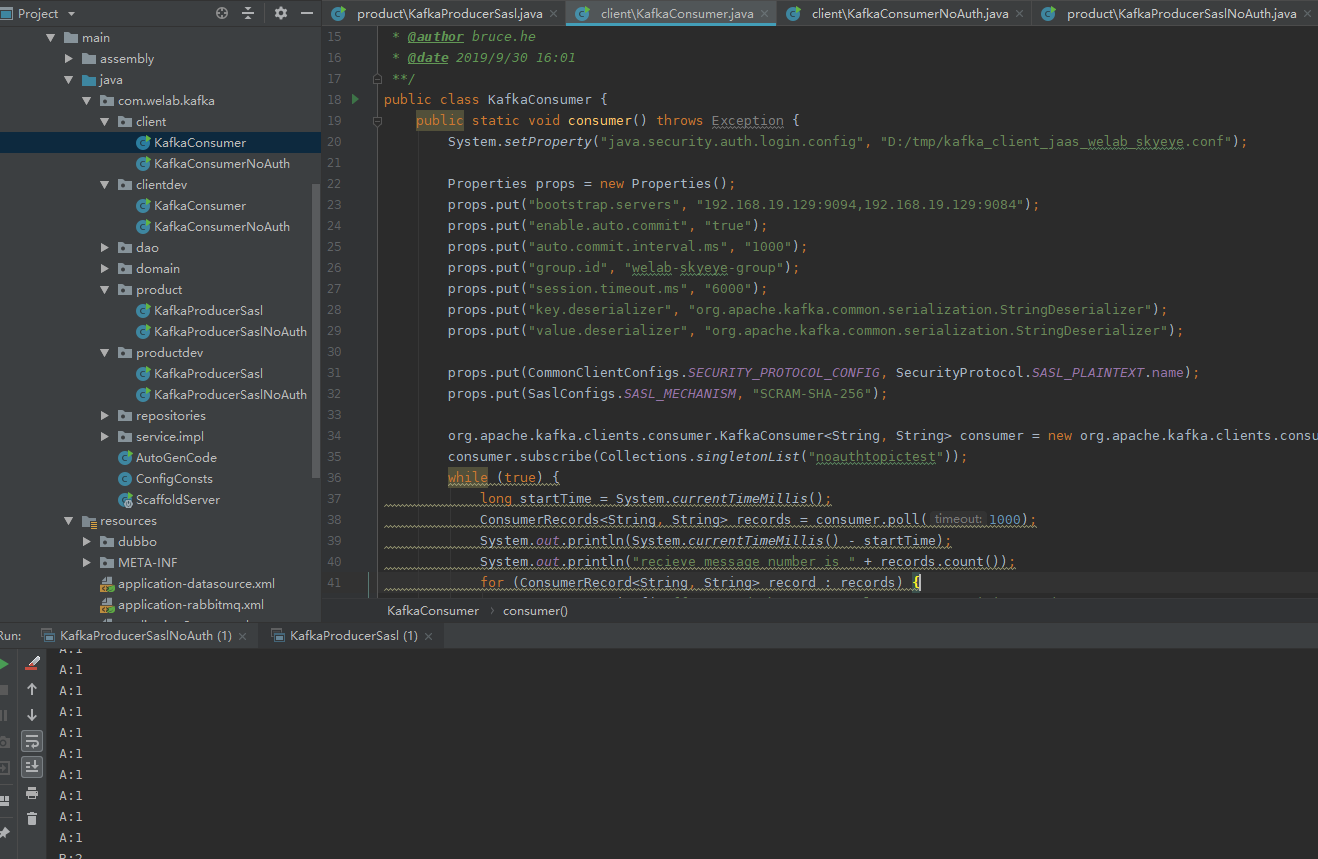 Project
product\KafkaProducerSasl.java
client\KafkaConsumer.java
client\KafkaConsumerNoAuth.java
product\KafkaProducerSaslNoAuth.java
main
assembly
java
com.welab.kafka
client
KafkaConsumer
KafkaConsumerNoAuth
clientdev
KafkaConsumer
KafkaConsumerNoAuth
dao
domain
product
KafkaProducerSasl
KafkaProducerSaslNoAuth
productdev
KafkaProducerSasl
KafkaProducerSaslNoAuth
repositories
service.impl
AutoGenCode
ConfigConsts
ScaffoldServer
resources
dubbo
META-INF
application-datasource.xml
application-rabbitmq.xml
15 * @author bruce.he
16 * @date 2019/9/30 16:01
17 **/
18 public class KafkaConsumer {
19 public static void consumer() throws Exception {
20 System.setProperty("java.security.auth.login.config", "D:/tmp/kafka_client_jaas_welab_skyeye.conf");
21
22 Properties props = new Properties();
23 props.put("bootstrap.servers", "192.168.19.129:9094,192.168.19.129:9084");
24 props.put("enable.auto.commit", "true");
25 props.put("auto.commit.interval.ms", "1000");
26 props.put("group.id", "welab-skyeye-group");
27 props.put("session.timeout.ms", "6000");
28 props.put("key.deserializer", "org.apache.kafka.common.serialization.StringDeserializer");
29 props.put("value.deserializer", "org.apache.kafka.common.serialization.StringDeserializer");
30
31 props.put(CommonClientConfigs.SECURITY_PROTOCOL_CONFIG, SecurityProtocol.SASL_PLAINTEXT.name);
32 props.put(SaslConfigs.SASL_MECHANISM, "SCRAM-SHA-256");
33
34 org.apache.kafka.clients.consumer.KafkaConsumer<String, String> consumer = new org.apache.kafka.clients.consu
35 consumer.subscribe(Collections.singletonList("noauthtopictest"));
36 while (true) {
37 long startTime = System.currentTimeMillis();
38 ConsumerRecords<String, String> records = consumer.poll( timeout: 1000);
39 System.out.println(System.currentTimeMillis() - startTime);
40 System.out.println("recieve message number is " + records.count());
41 for (ConsumerRecord<String, String> record : records) {
KafkaConsumer › consumer()
Run:
KafkaProducerSaslNoAuth (1)
KafkaProducerSasl (1)
A:1
A:1
A:1
A:1
A:1
A:1
A:1
A:1
A:1
A:1
B:2